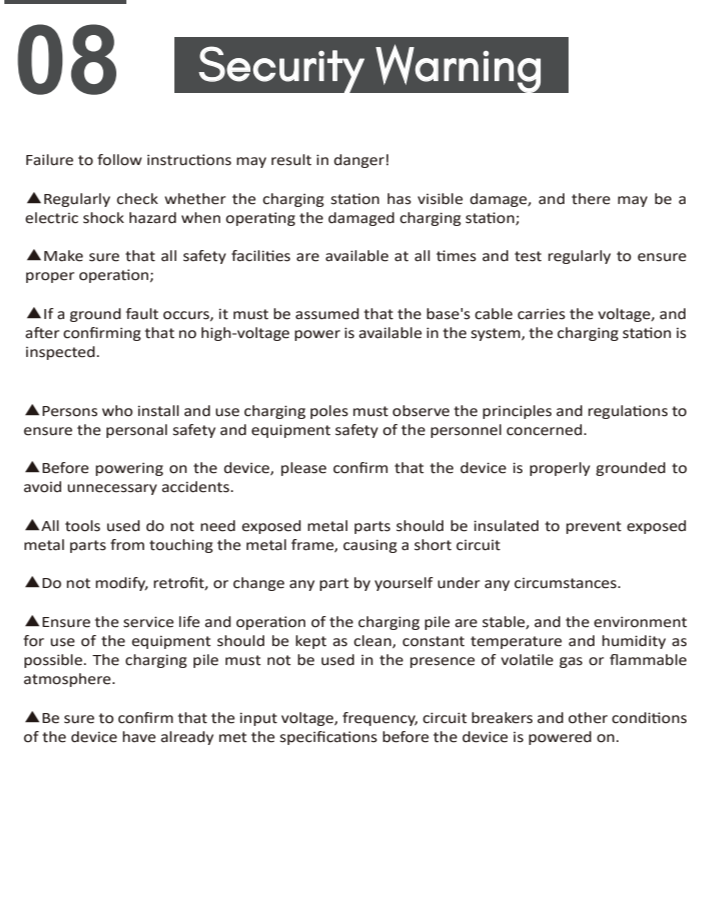 08
Security Warning
Failure to follow instructions may result in danger!
▲Regularly check whether the charging station has visible damage, and there may be a
electric shock hazard when operating the damaged charging station;
▲Make sure that all safety facilities are available at all times and test regularly to ensure
proper operation;
▲If a ground fault occurs, it must be assumed that the base's cable carries the voltage, and
after confirming that no high-voltage power is available in the system, the charging station is
inspected.
▲Persons who install and use charging poles must observe the principles and regulations to
ensure the personal safety and equipment safety of the personnel concerned.
▲Before powering on the device, please confirm that the device is properly grounded to
avoid unnecessary accidents.
▲All tools used do not need exposed metal parts should be insulated to prevent exposed
metal parts from touching the metal frame, causing a short circuit
▲Do not modify, retrofit, or change any part by yourself under any circumstances.
▲Ensure the service life and operation of the charging pile are stable, and the environment
for use of the equipment should be kept as clean, constant temperature and humidity as
possible. The charging pile must not be used in the presence of volatile gas or flammable
atmosphere.
▲Be sure to confirm that the input voltage, frequency, circuit breakers and other conditions
of the device have already met the specifications before the device is powered on.